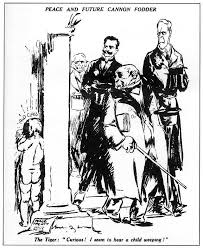 PEACE AND FUTURE CANNON FODDER
The Tiger: "Curious! I seem to hear a child weeping!"